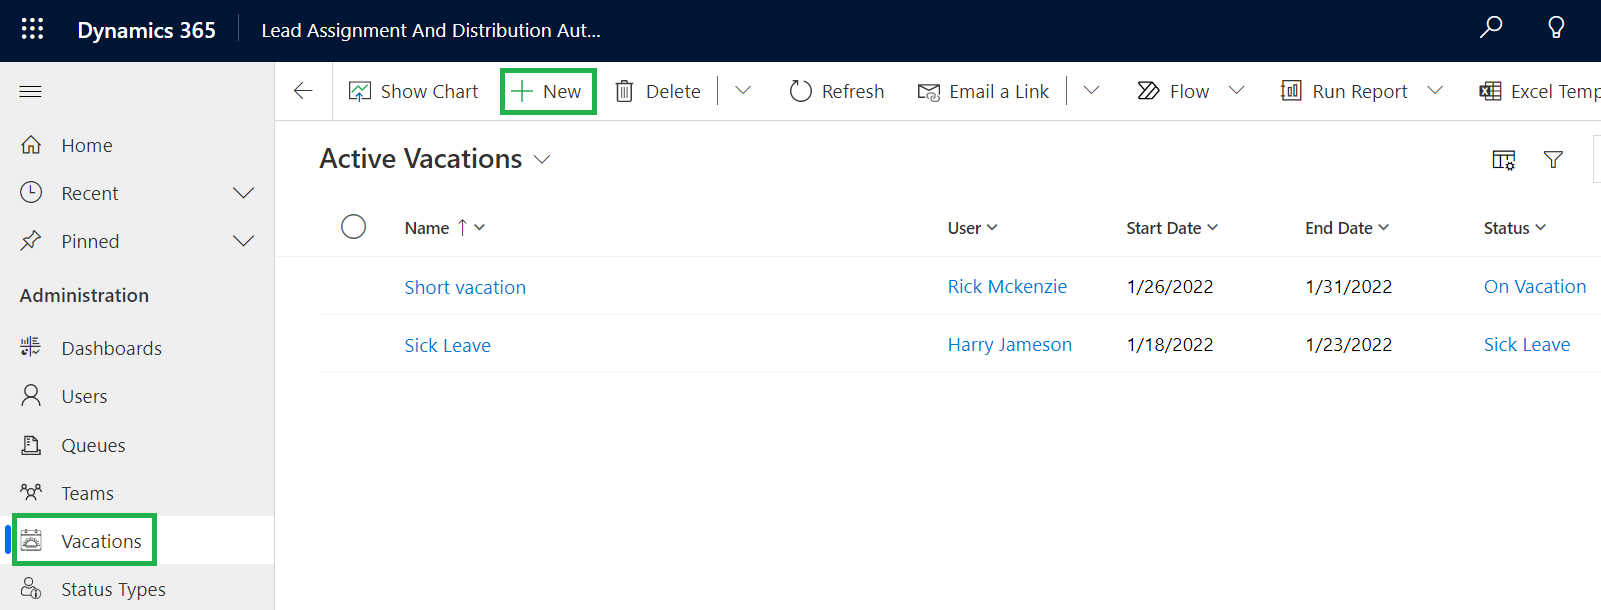 Dynamics 365 Lead Assignment And Distribution Aut...
Show Chart New Delete Refresh Email a Link Flow Run Report Excel Temp
Home
Recent
Pinned
Administration
Dashboards
Users
Queues
Teams
Vacations
Status Types
Active Vacations
Name User Start Date End Date Status
Short vacation Rick Mckenzie 1/26/2022 1/31/2022 On Vacation
Sick Leave Harry Jameson 1/18/2022 1/23/2022 Sick Leave